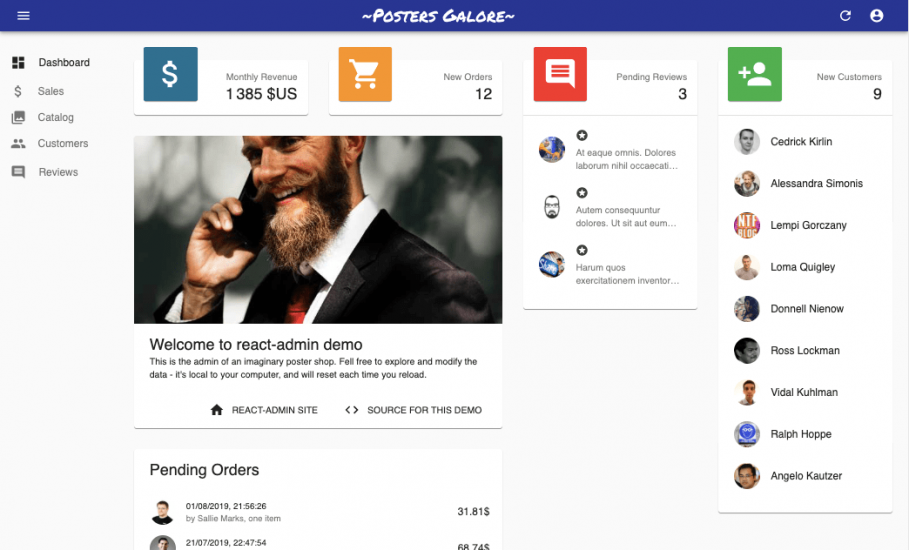 ~Posters Galore~
Dashboard
Sales
Catalog
Customers
Reviews
Monthly Revenue
1 385 $US
New Orders
12
Pending Reviews
3
At eaque omnis. Dolores
laborum nihil occaecati...
Autem consequuntur
dolores. Ut sit aut eum...
Harum quos
exercitationem inventor...
New Customers
9
Cedrick Kirlin
Alessandra Simonis
Lempi Gorczany
Loma Quigley
Donnell Nienow
Ross Lockman
Vidal Kuhlman
Ralph Hoppe
Angelo Kautzer
Welcome to react-admin demo
This is the admin of an imaginary poster shop. Fell free to explore and modify the
data - it's local to your computer, and will reset each time you reload.
REACT-ADMIN SITE
SOURCE FOR THIS DEMO
Pending Orders
01/08/2019, 21:56:26
by Sallie Marks, one item
31.81$
21/07/2019, 22:47:54
68.74$